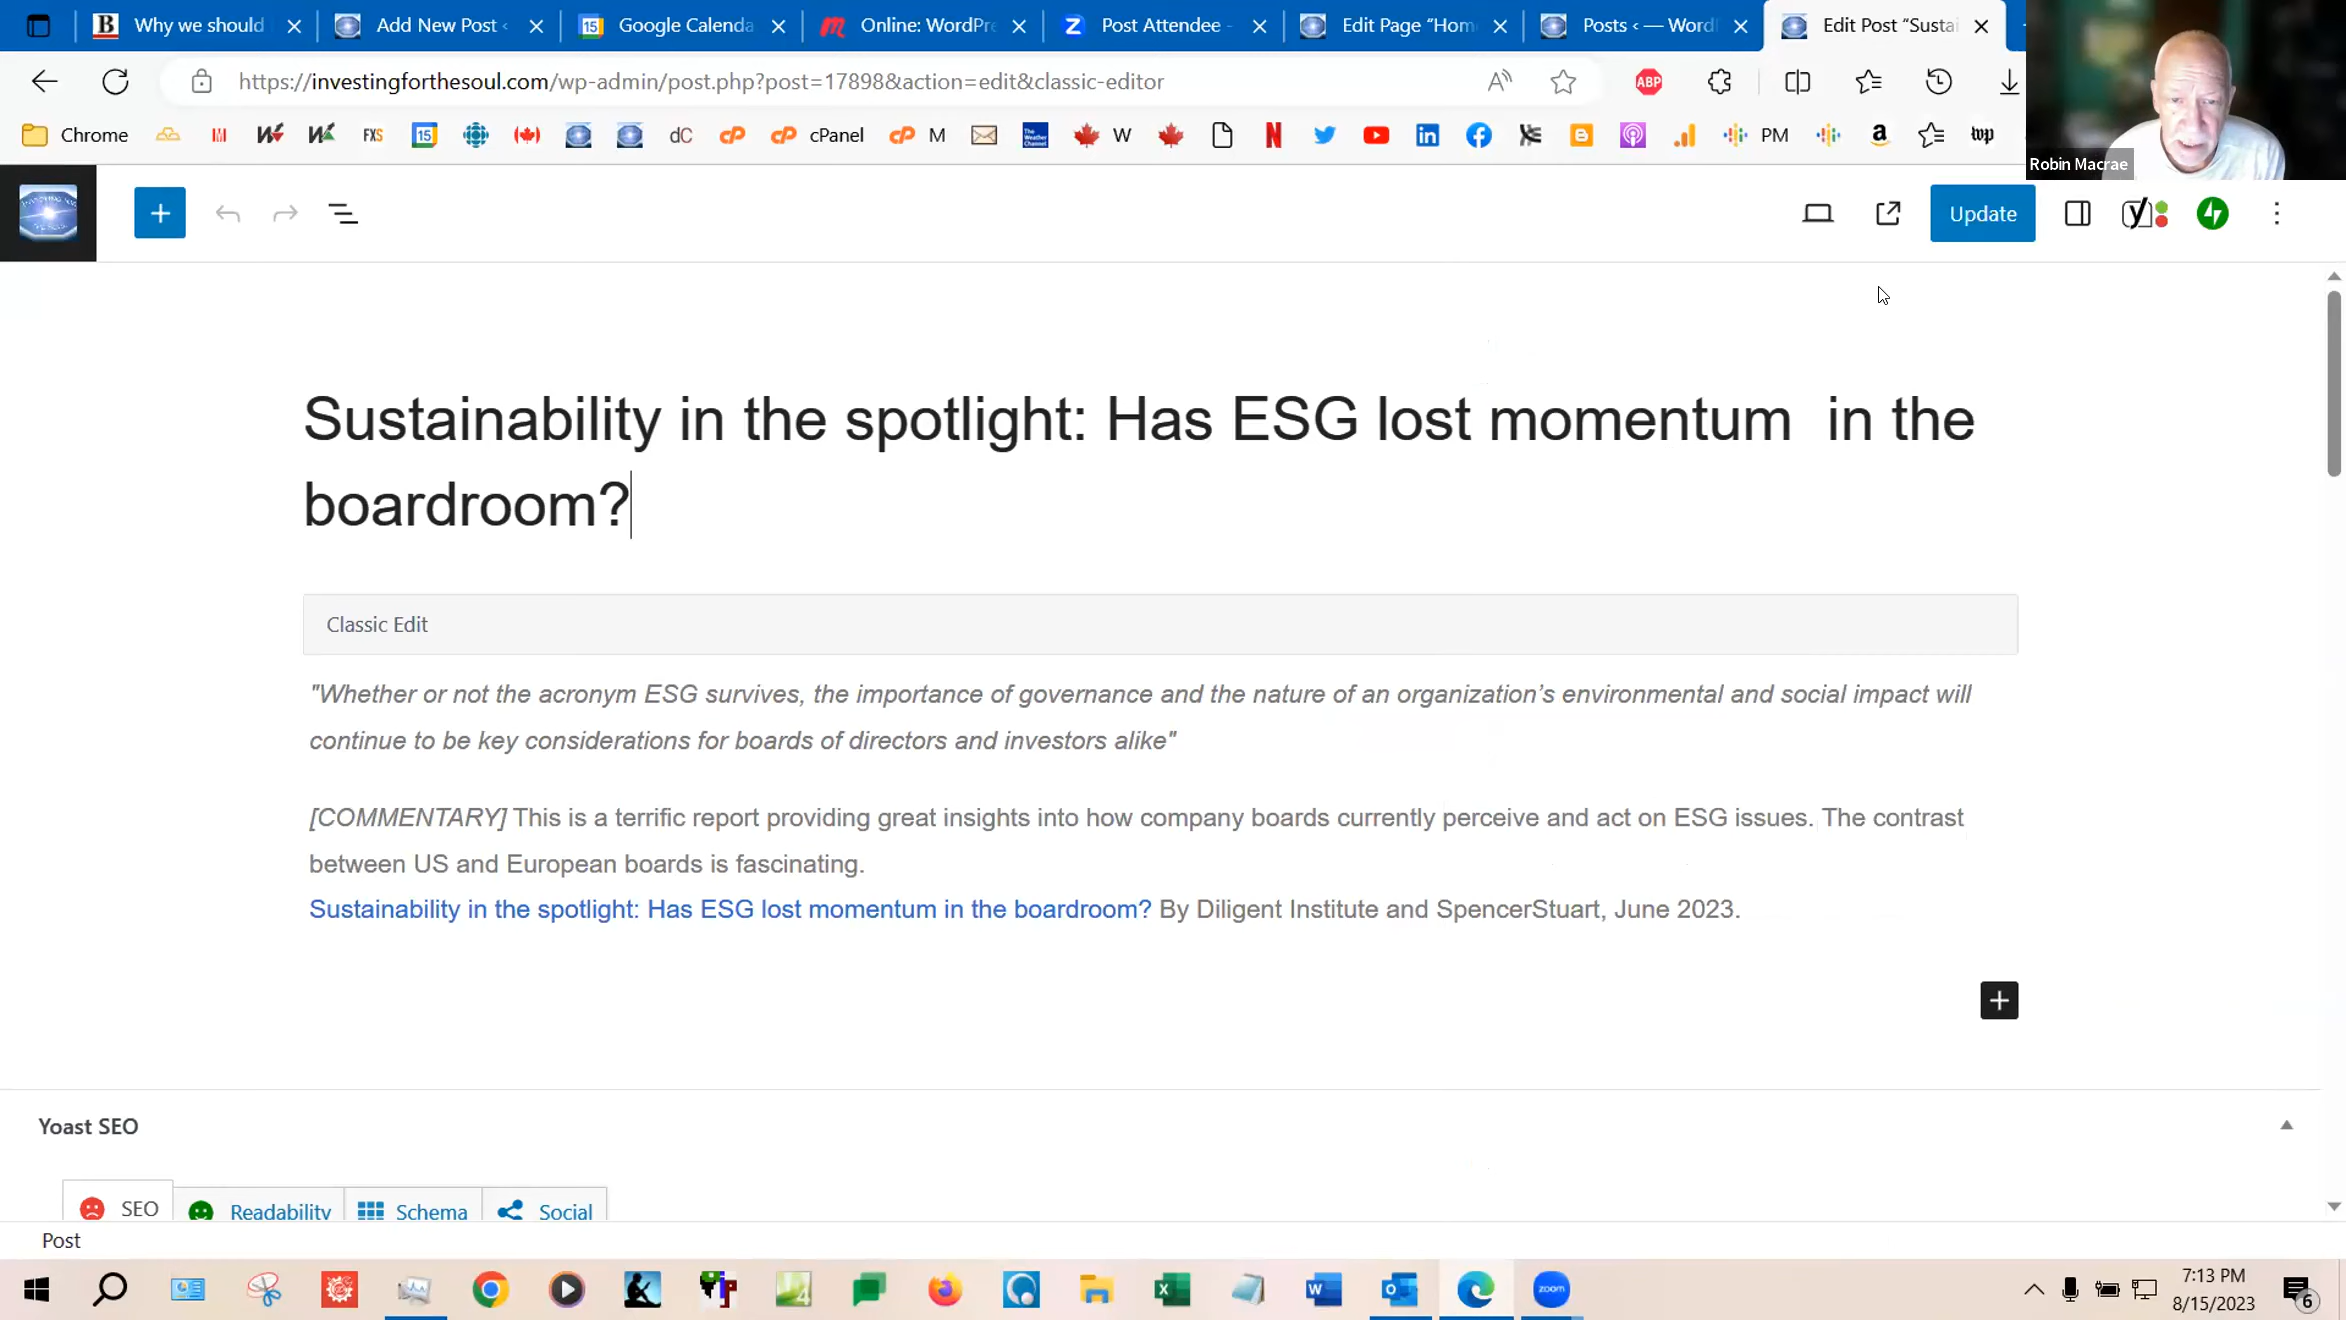 Why we should
Add New Post
Google Calenda
Online: WordPre
Post Attendee -
Edit Page “Hom
Posts ‹ — Word
Edit Post “Sustai
https://investingforthesoul.com/wp-admin/post.php?post=17898&action=edit&classic-editor
ABP
Chrome
FXS
15
dC
cPanel
M
W
PM
wp
Robin Macrae
Update
Sustainability in the spotlight: Has ESG lost momentum  in the
boardroom?
Classic Edit
"Whether or not the acronym ESG survives, the importance of governance and the nature of an organization’s environmental and social impact will
continue to be key considerations for boards of directors and investors alike"
[COMMENTARY] This is a terrific report providing great insights into how company boards currently perceive and act on ESG issues. The contrast
between US and European boards is fascinating.
Sustainability in the spotlight: Has ESG lost momentum in the boardroom? By Diligent Institute and SpencerStuart, June 2023.
Yoast SEO
SEO
Readability
Schema
Social
Post
zoom
7:13 PM
8/15/2023
6